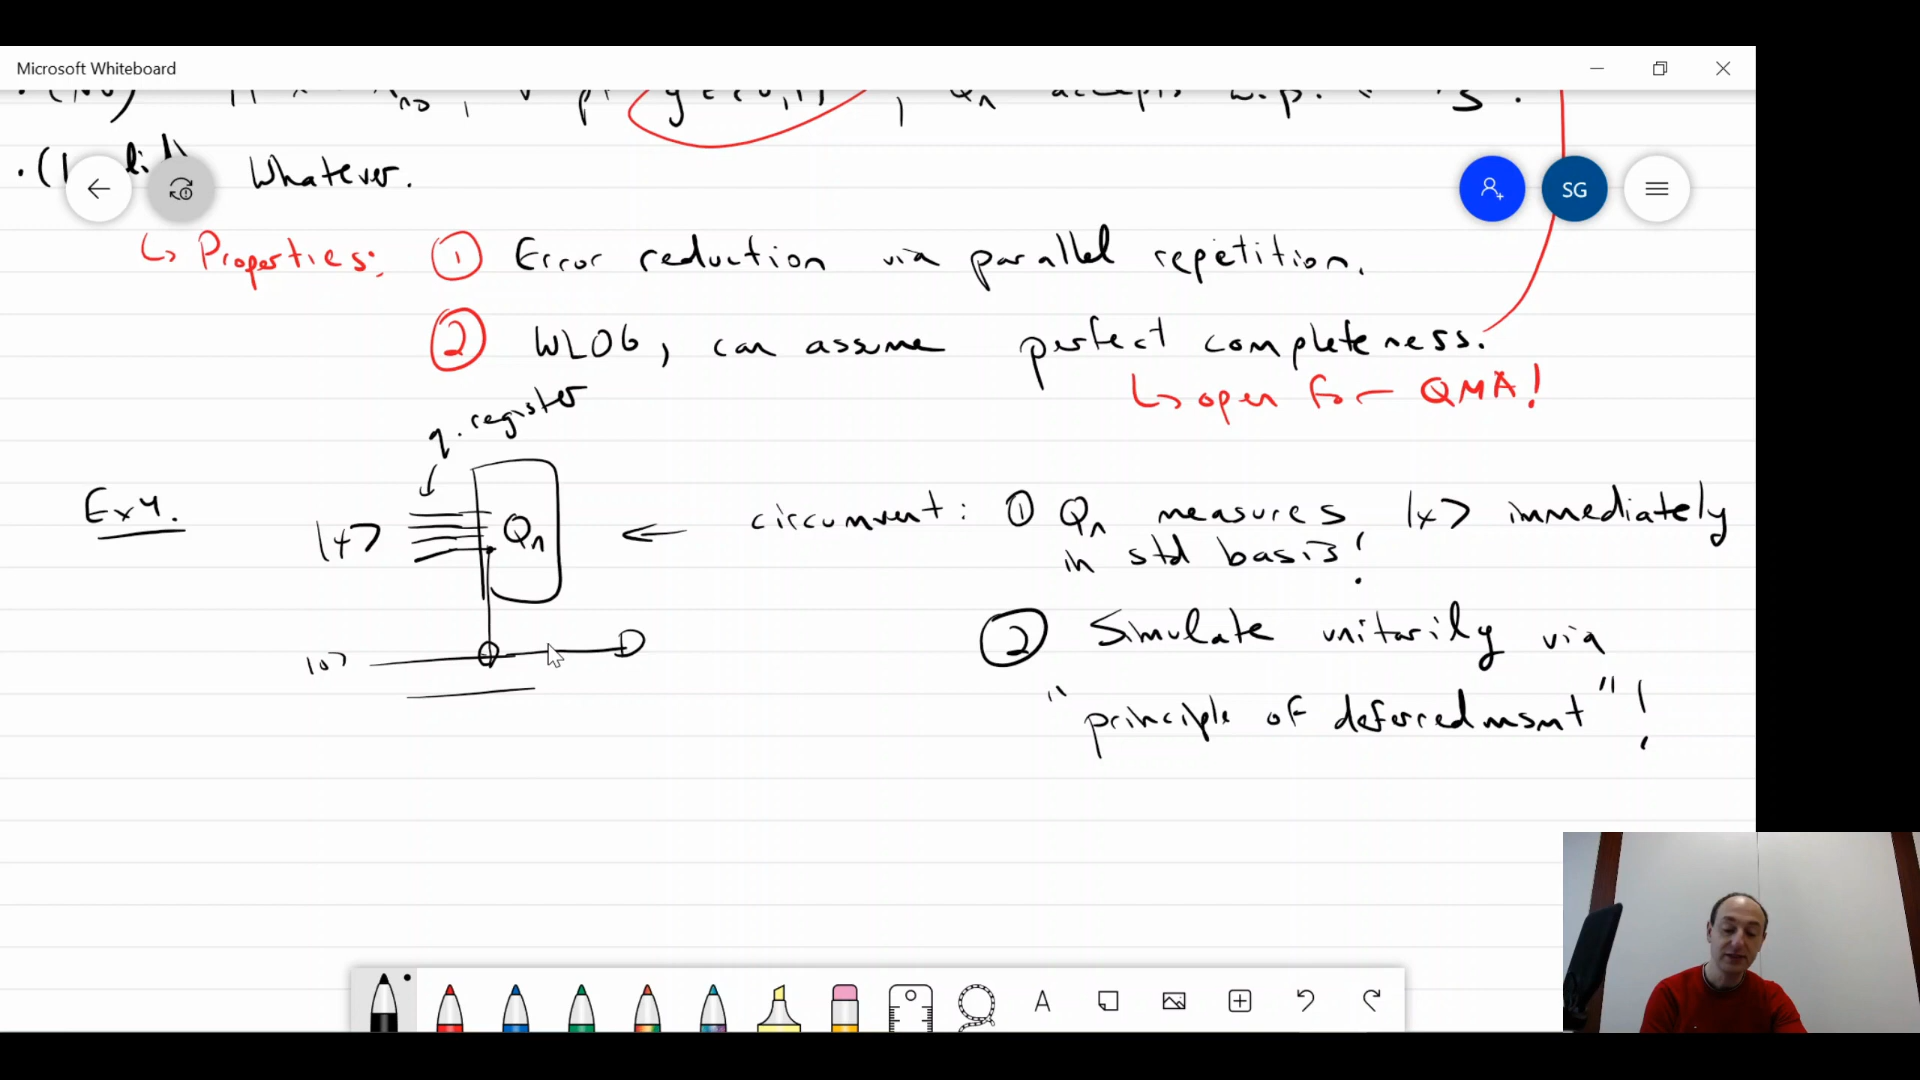 Microsoft Whiteboard
accepts w.p.
Whatever.
SG
↳ Properties: ① Error reduction via parallel repetition.
② WLOG, can assume perfect completeness.
↳ open for QMA!
q. register
Ex4. |ψ> Qn ← circumvent: ① Qn measures |x> immediately
in std basis!
② Simulate unitarily via
|0>
"principle of deferred msmt"!